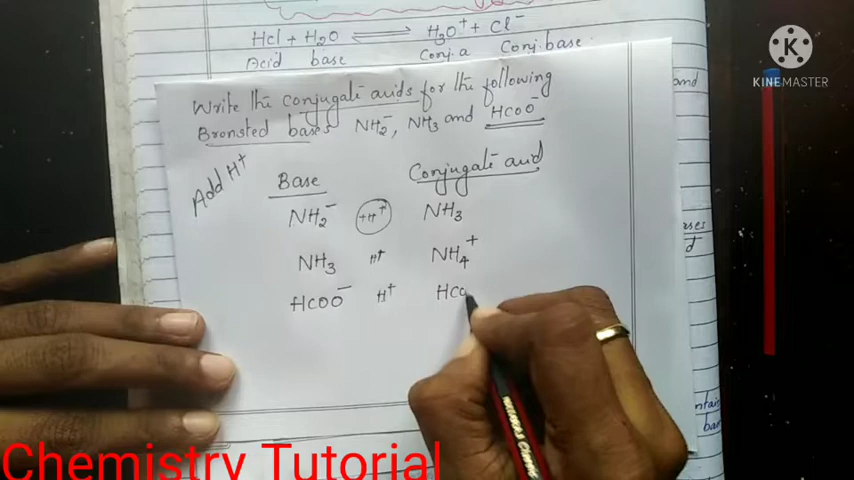 Hcl + H2O ⇌ H3O+ + Cl-
Acid base Conj.a Conj.base
and
KINEMASTER
Write the conjugate acids for the following
Bronsted bases NH2-, NH3 and HCOO-
Add H+
Base Conjugate acid
NH2- +H+ NH3
NH3 H+ NH4+
HCOO- H+ HCO
Chemistry Tutorial